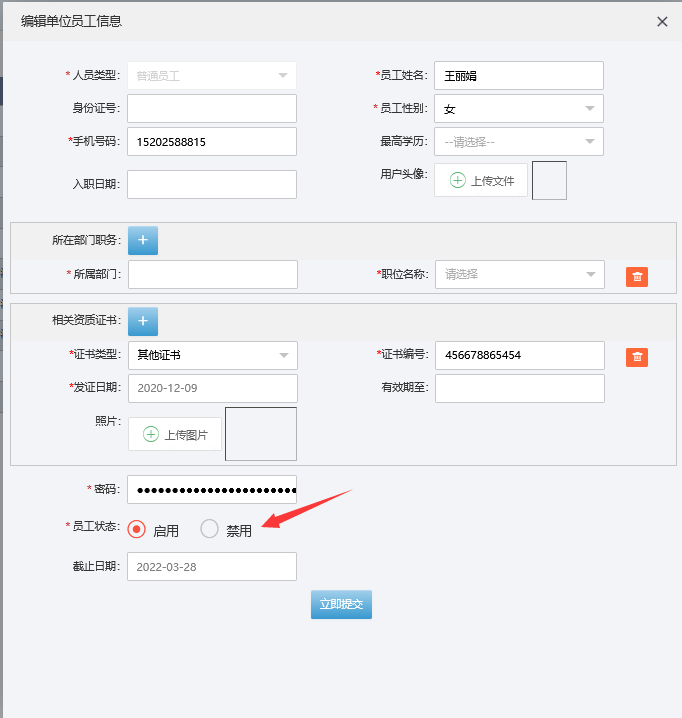 编辑单位员工信息
* 人员类型: 普通员工 *员工姓名: 王丽娟
身份证号: * 员工性别: 女
*手机号码: 15202588815 最高学历: --请选择--
入职日期: 用户头像: 上传文件
所在部门职务: +
* 所属部门: *职位名称: 请选择
相关资质证书: +
*证书类型: 其他证书 *证书编号: 456678865454
*发证日期: 2020-12-09 有效期至:
照片: 上传图片
* 密码:
* 员工状态: 启用 禁用
截止日期: 2022-03-28
立即提交